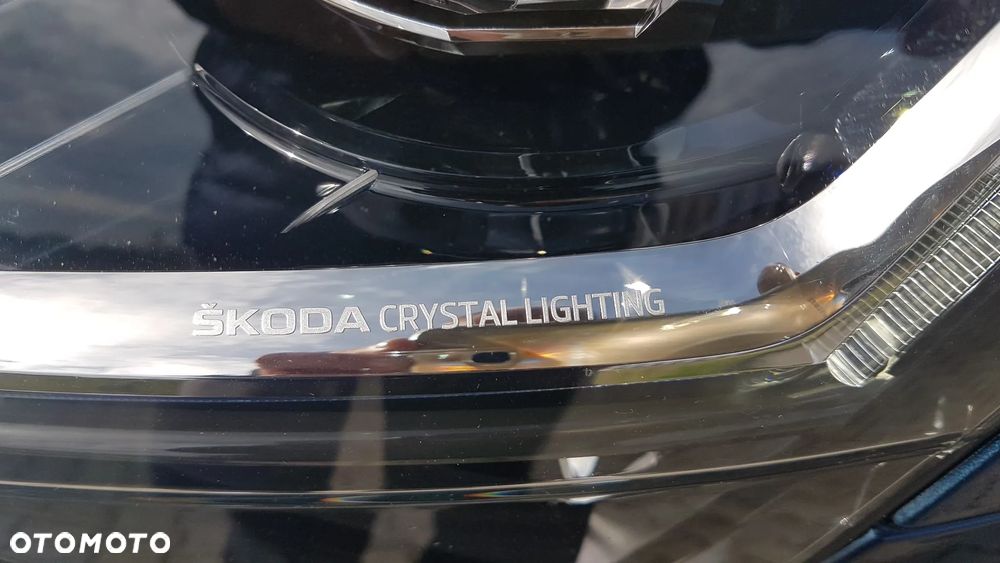 ŠKODA CRYSTAL LIGHTING
OTOMOTO